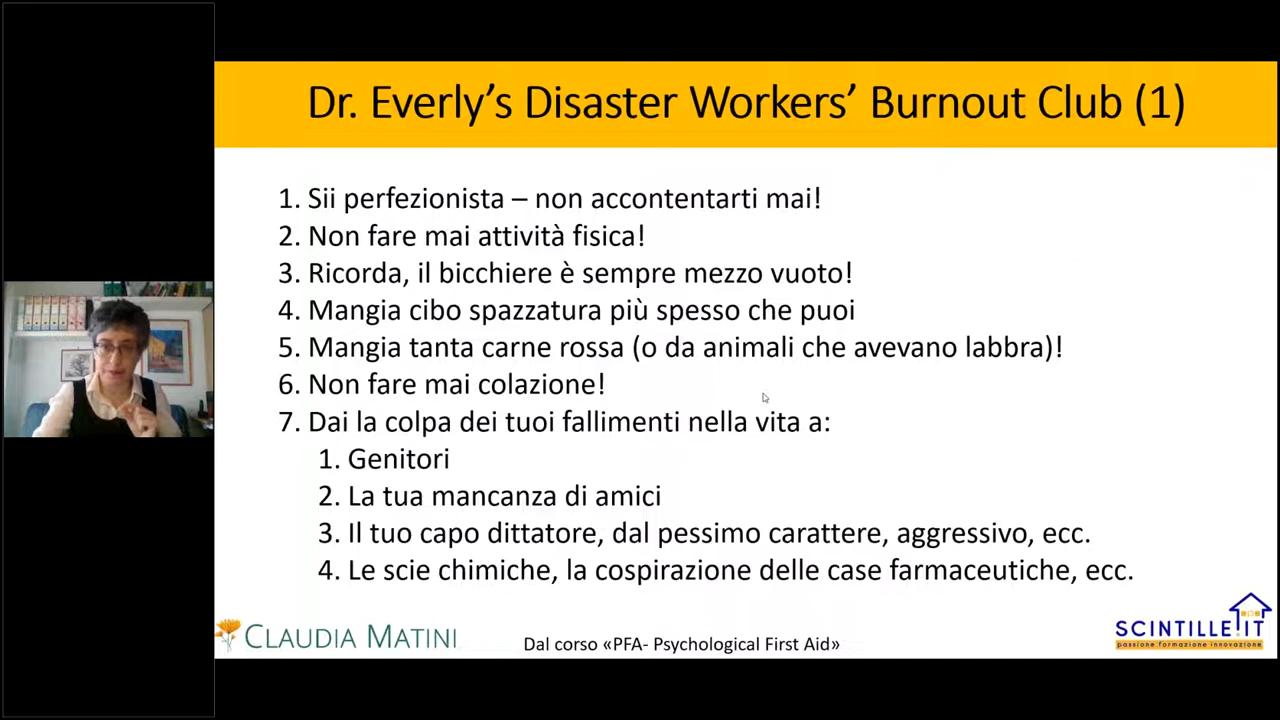 Dr. Everly’s Disaster Workers’ Burnout Club (1)
1. Sii perfezionista – non accontentarti mai!
2. Non fare mai attività fisica!
3. Ricorda, il bicchiere è sempre mezzo vuoto!
4. Mangia cibo spazzatura più spesso che puoi
5. Mangia tanta carne rossa (o da animali che avevano labbra)!
6. Non fare mai colazione!
7. Dai la colpa dei tuoi fallimenti nella vita a:
1. Genitori
2. La tua mancanza di amici
3. Il tuo capo dittatore, dal pessimo carattere, aggressivo, ecc.
4. Le scie chimiche, la cospirazione delle case farmaceutiche, ecc.
CLAUDIA MATINI
Dal corso «PFA- Psychological First Aid»
SCINTILLE.IT
passione formazione innovazione